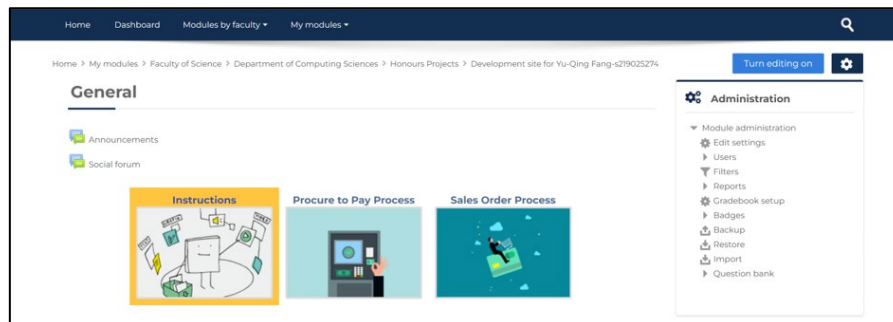 Home Dashboard Modules by faculty My modules
Home > My modules > Faculty of Science > Department of Computing Sciences > Honours Projects > Development site for Yu-Qing Fang-s219025274
Turn editing on
General
Announcements
Social forum
Instructions Procure to Pay Process Sales Order Process
Administration
Module administration
Edit settings
Users
Filters
Reports
Gradebook setup
Badges
Backup
Restore
Import
Question bank